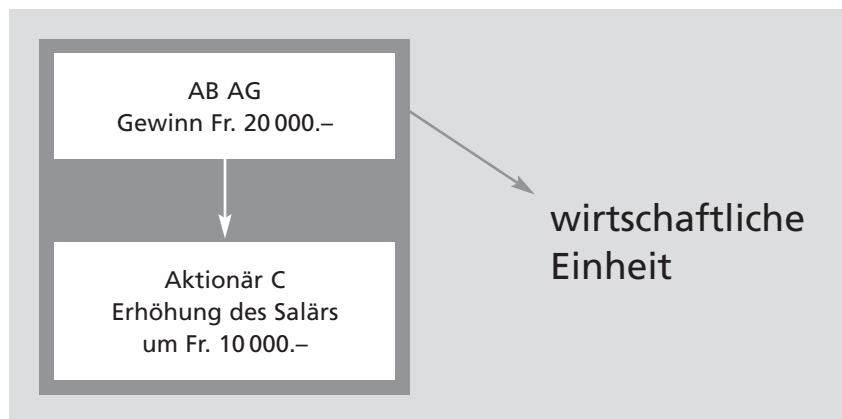 AB AG
Gewinn Fr. 20 000.–
Aktionär C
Erhöhung des Salärs
um Fr. 10 000.–
wirtschaftliche
Einheit